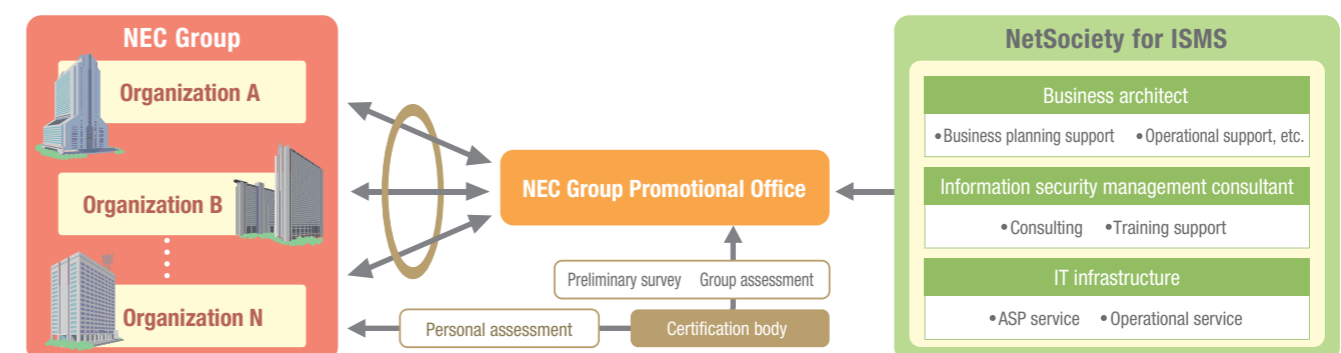 NEC Group
Organization A
Organization B
Organization N
NEC Group Promotional Office
Preliminary survey Group assessment
Personal assessment
Certification body
NetSociety for ISMS
Business architect
•Business planning support •Operational support, etc.
Information security management consultant
•Consulting •Training support
IT infrastructure
•ASP service •Operational service